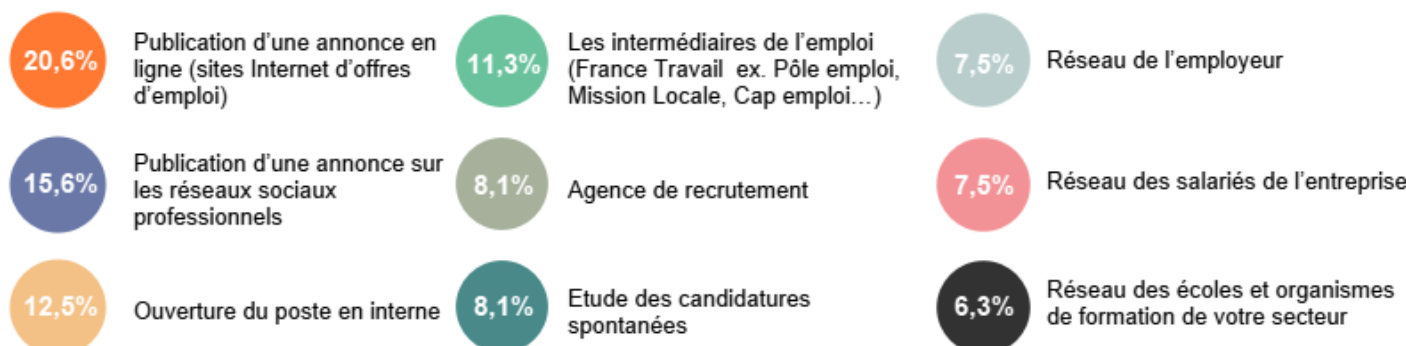 20,6%
Publication d’une annonce en
ligne (sites Internet d’offres
d’emploi)
11,3%
Les intermédiaires de l’emploi
(France Travail  ex. Pôle emploi,
Mission Locale, Cap emploi…)
7,5%
Réseau de l’employeur
15,6%
Publication d’une annonce sur
les réseaux sociaux
professionnels
8,1%
Agence de recrutement
7,5%
Réseau des salariés de l’entreprise
12,5%
Ouverture du poste en interne
8,1%
Etude des candidatures
spontanées
6,3%
Réseau des écoles et organismes
de formation de votre secteur